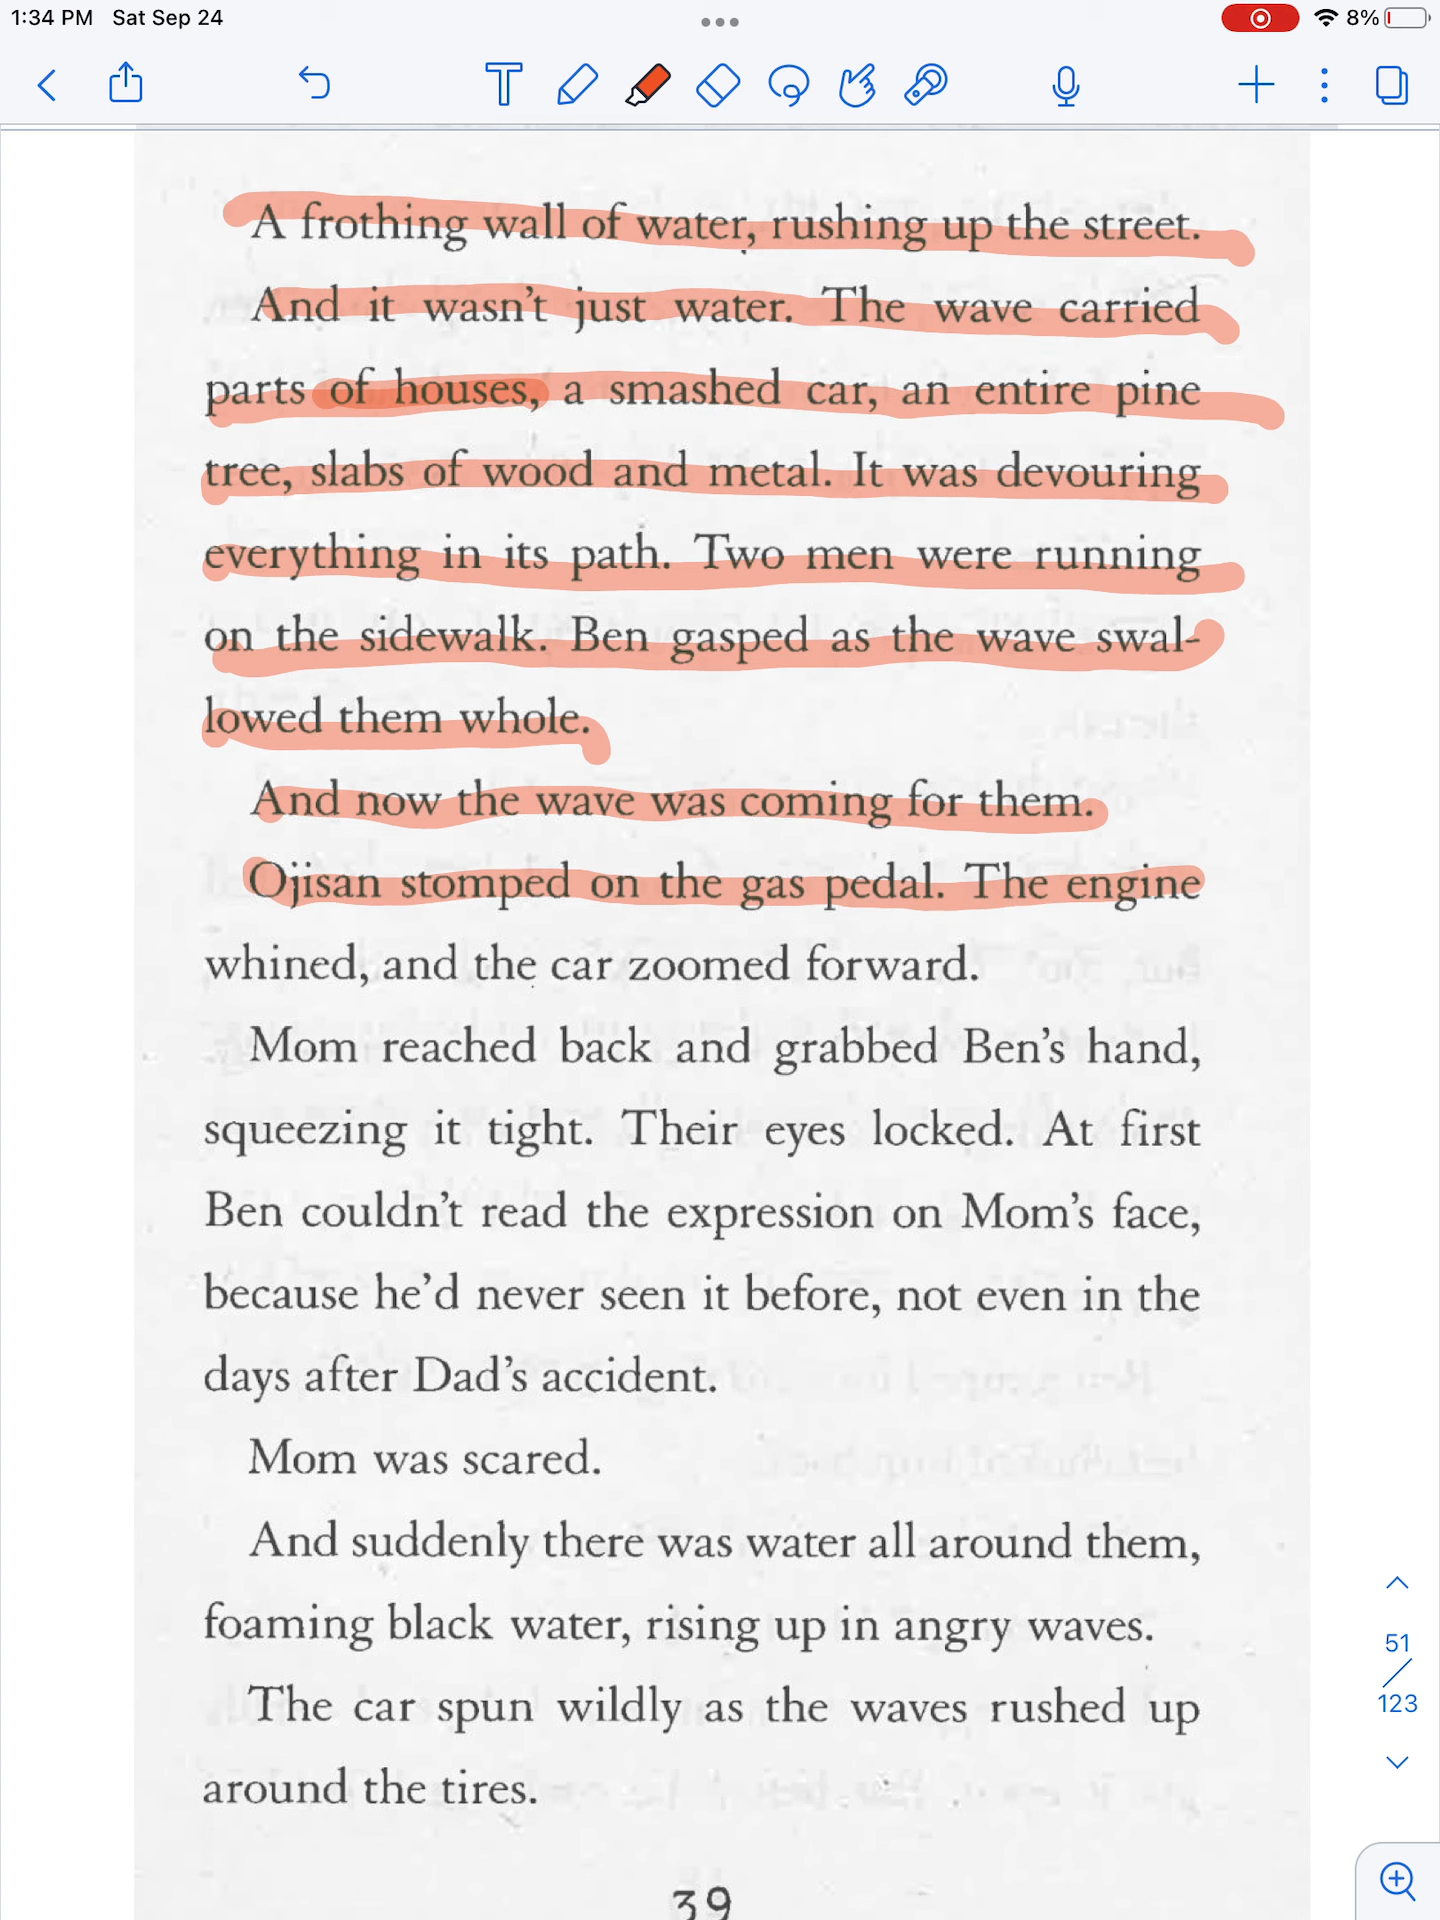 1:34 PM Sat Sep 24
8%
A frothing wall of water, rushing up the street.
And it wasn't just water. The wave carried
parts of houses, a smashed car, an entire pine
tree, slabs of wood and metal. It was devouring
everything in its path. Two men were running
on the sidewalk. Ben gasped as the wave swal-
lowed them whole.
And now the wave was coming for them.
Ojisan stomped on the gas pedal. The engine
whined, and the car zoomed forward.
Mom reached back and grabbed Ben's hand,
squeezing it tight. Their eyes locked. At first
Ben couldn't read the expression on Mom's face,
because he'd never seen it before, not even in the
days after Dad's accident.
Mom was scared.
And suddenly there was water all around them,
foaming black water, rising up in angry waves.
The car spun wildly as the waves rushed up
around the tires.
51
/
123
39